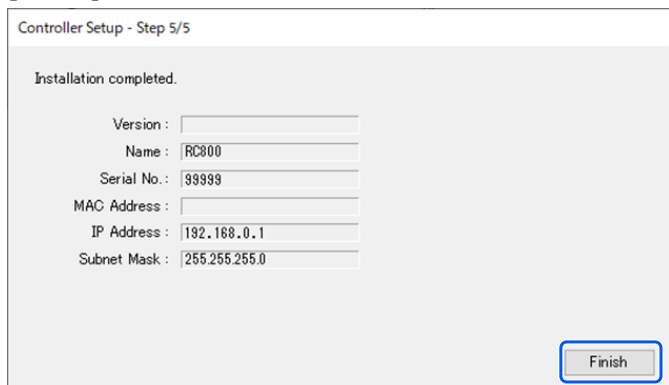 Controller Setup - Step 5/5
Installation completed.
Version :
Name : RC800
Serial No. : 99999
MAC Address :
IP Address : 192.168.0.1
Subnet Mask : 255.255.255.0
Finish